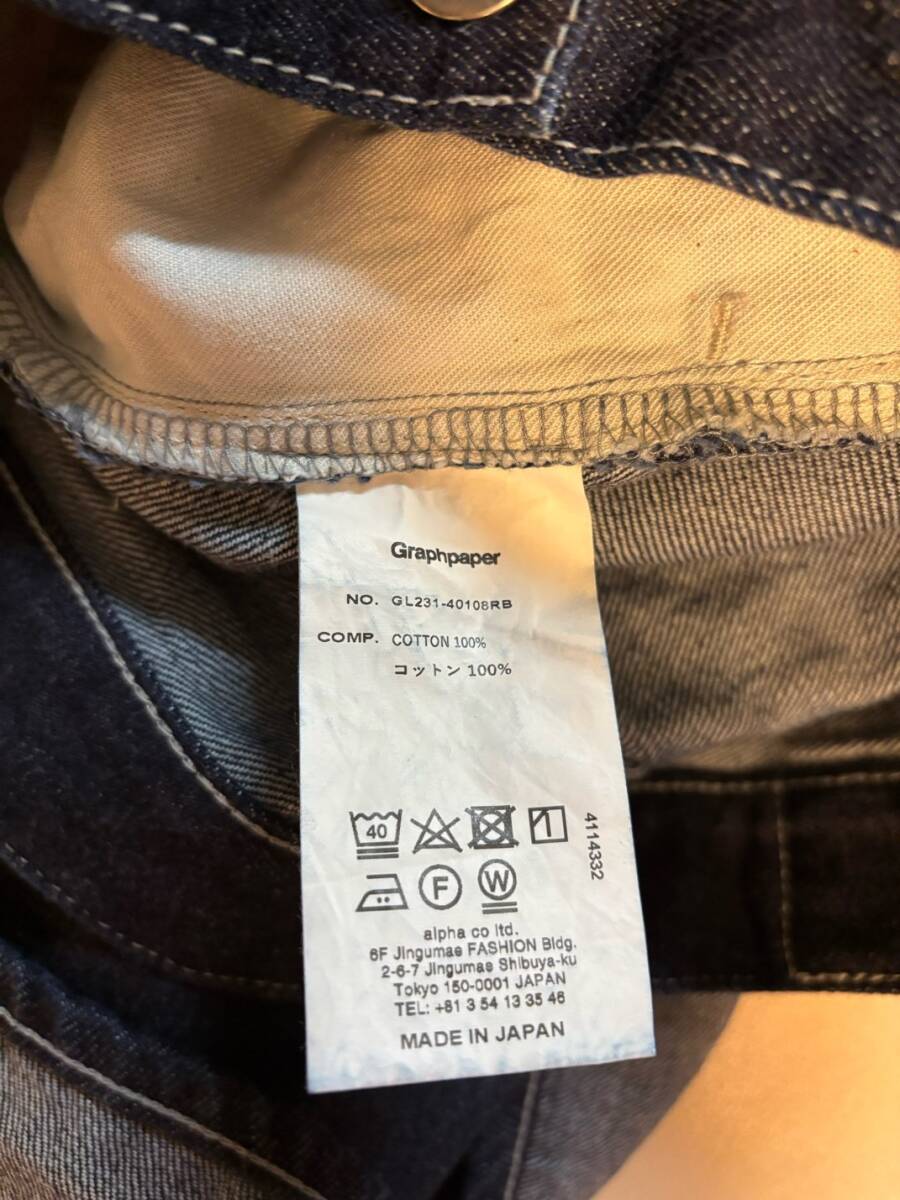 Graphpaper
NO. GL231-40108RB
COMP. COTTON 100%
コットン 100%
40
F W
4114332
alpha co ltd.
6F Jingumae FASHION Bldg.
2-6-7 Jingumae Shibuya-ku
Tokyo 150-0001 JAPAN
TEL: +81 3 54 13 35 46
MADE IN JAPAN